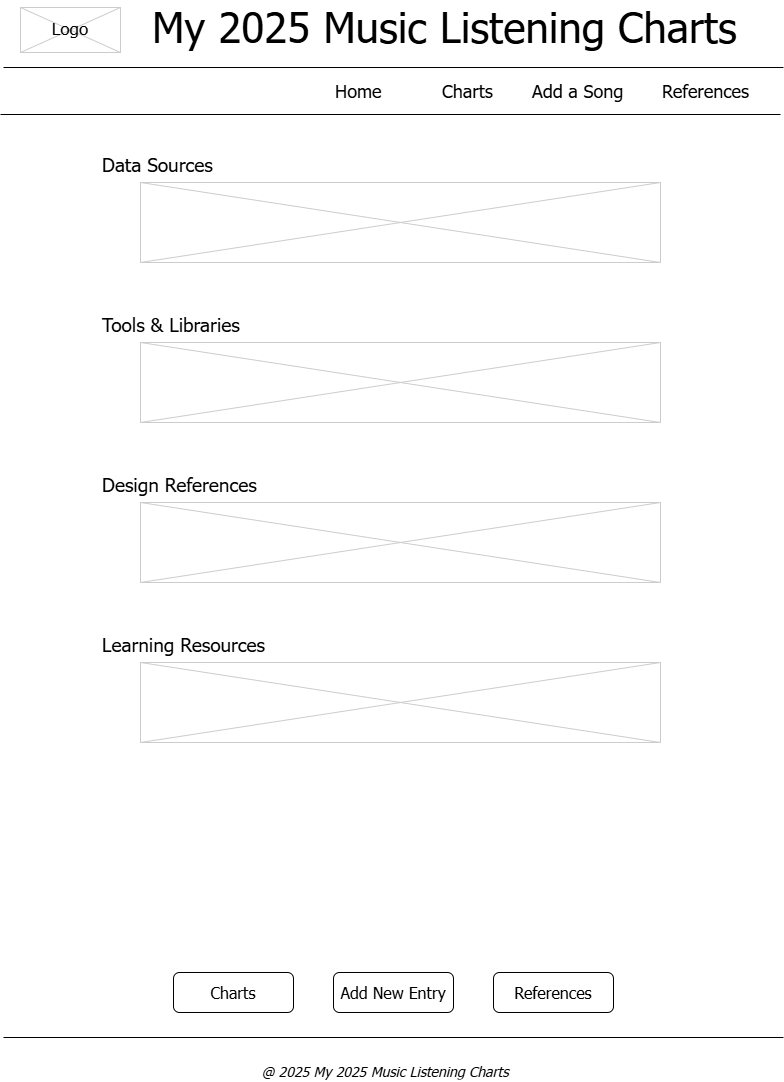 Logo
My 2025 Music Listening Charts
Home Charts Add a Song References
Data Sources
Tools & Libraries
Design References
Learning Resources
Charts Add New Entry References
@ 2025 My 2025 Music Listening Charts